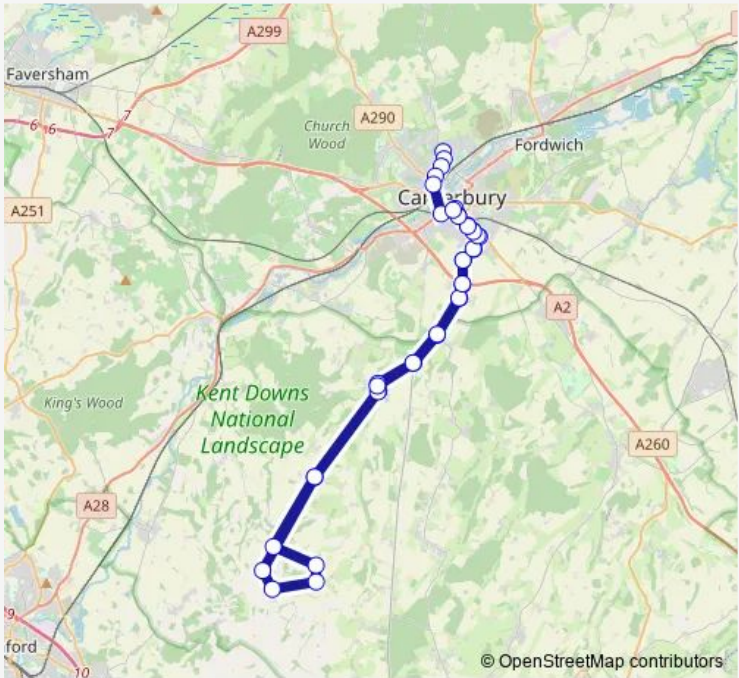 A299
Faversham
A290
6
6
7
7
Church
Wood
Fordwich
Canterbury
A251
A2
King's Wood
Kent Downs
National
Landscape
A260
A28
9
ford
10
© OpenStreetMap contributors